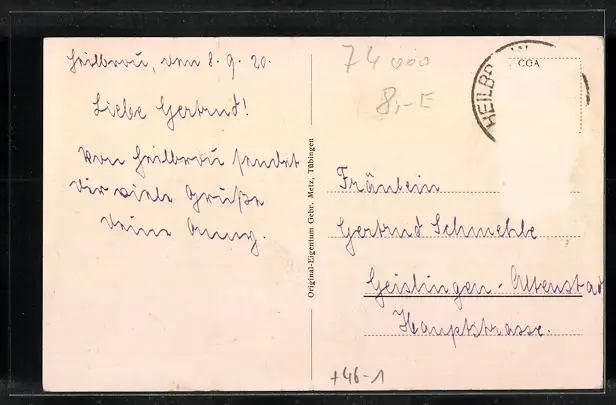 Heilbronn, den 8.9.20.
Liebe Gertrud!
Von Heilbronn sendet
dir viele Grüße
deine
74 000
8,-E
HEILBR
CGA
Original-Eigentum Gebr. Metz, Tübingen
Fräulein
Gertrud Schmehle
Geislingen-Altenstadt
Hauptstrasse.
+46-1